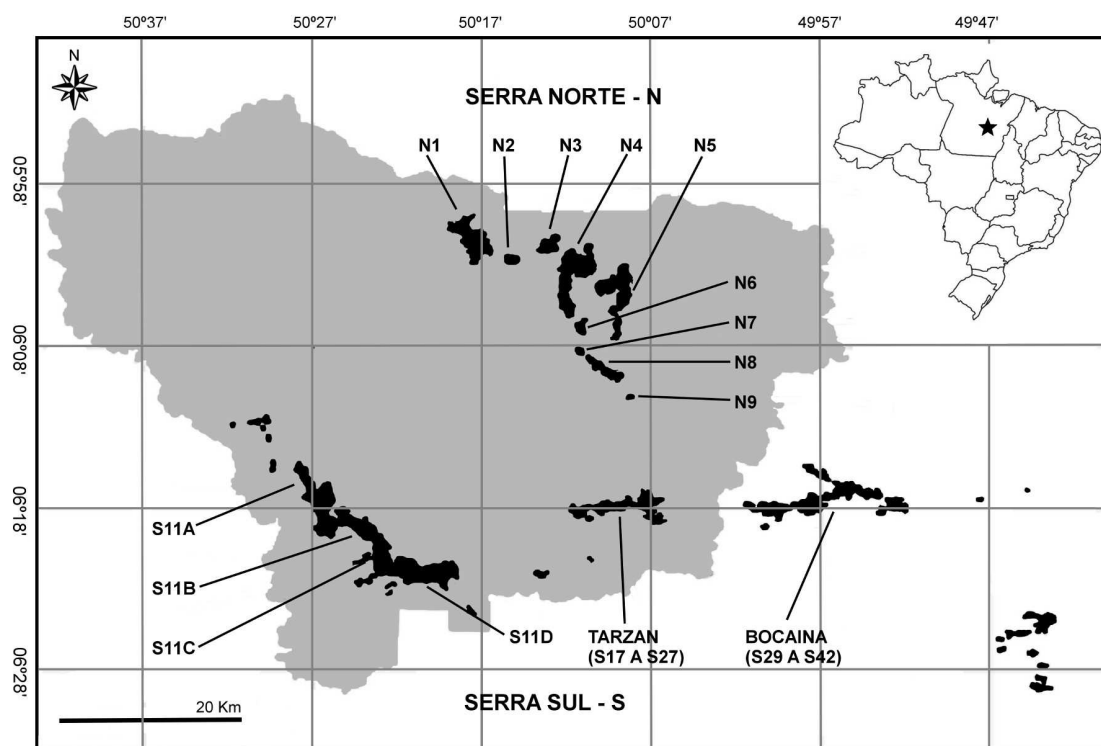 50º37'
50º27'
50º17'
50º07'
49º57'
49º47'
N
SERRA NORTE - N
N1
N2
N3
N4
N5
05º58'
N6
N7
06º08'
N8
N9
06º18'
S11A
S11B
S11C
S11D
TARZAN
(S17 A S27)
BOCAINA
(S29 A S42)
06º28'
SERRA SUL - S
20 Km